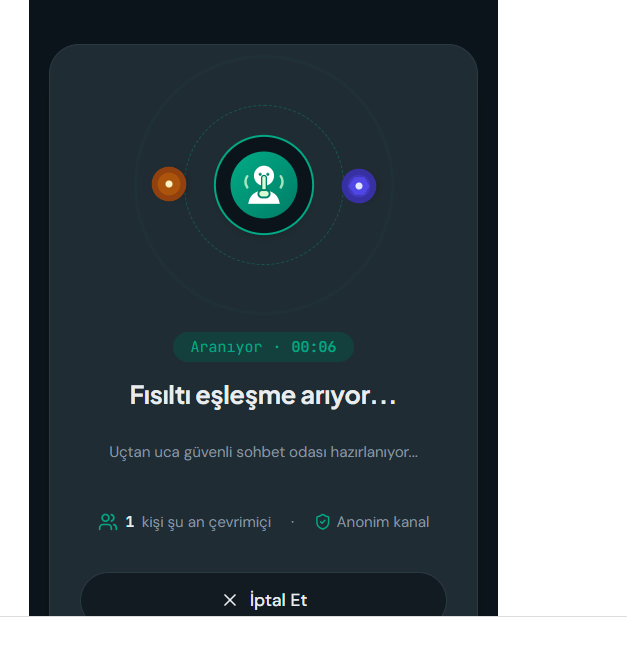 Aranıyor · 00:06
Fısıltı eşleşme arıyor...
Uçtan uca güvenli sohbet odası hazırlanıyor...
1 kişi şu an çevrimiçi · Anonim kanal
İptal Et